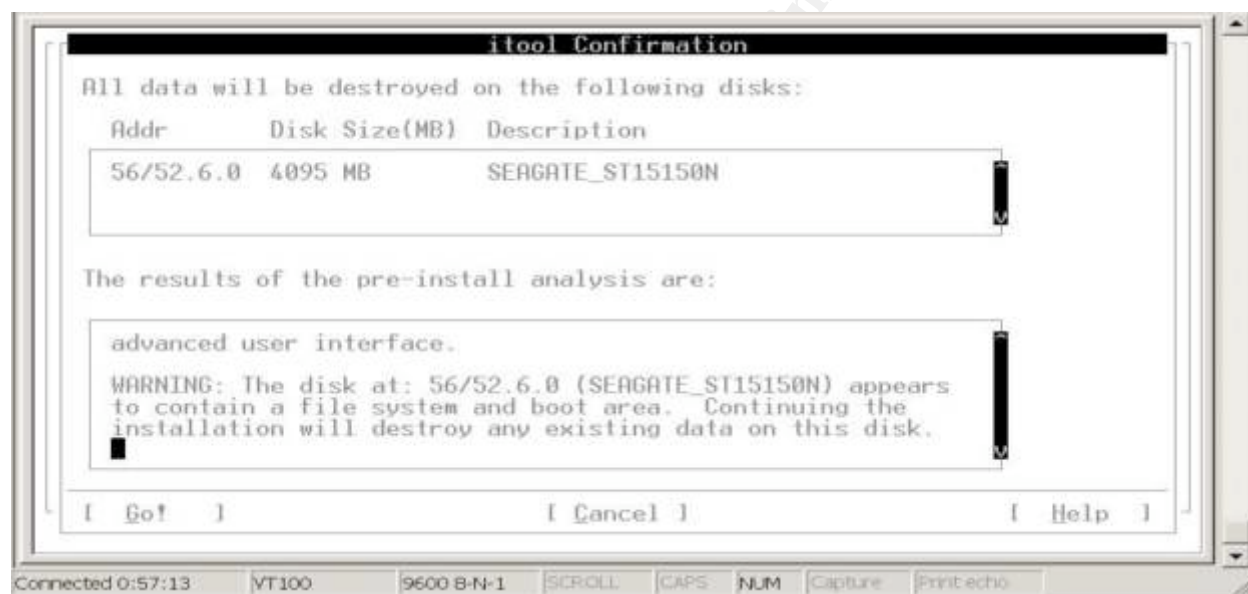 itool Confirmation
All data will be destroyed on the following disks:
Addr Disk Size(MB) Description
56/52.6.0 4095 MB SEAGATE_ST15150N
The results of the pre-install analysis are:
advanced user interface.
WARNING: The disk at: 56/52.6.0 (SEAGATE_ST15150N) appears
to contain a file system and boot area. Continuing the
installation will destroy any existing data on this disk.
[ Go! ] [ Cancel ] [ Help ]
Connected 0:57:13 VT100 9600 8-N-1 SCROLL CAPS NUM Capture Print echo